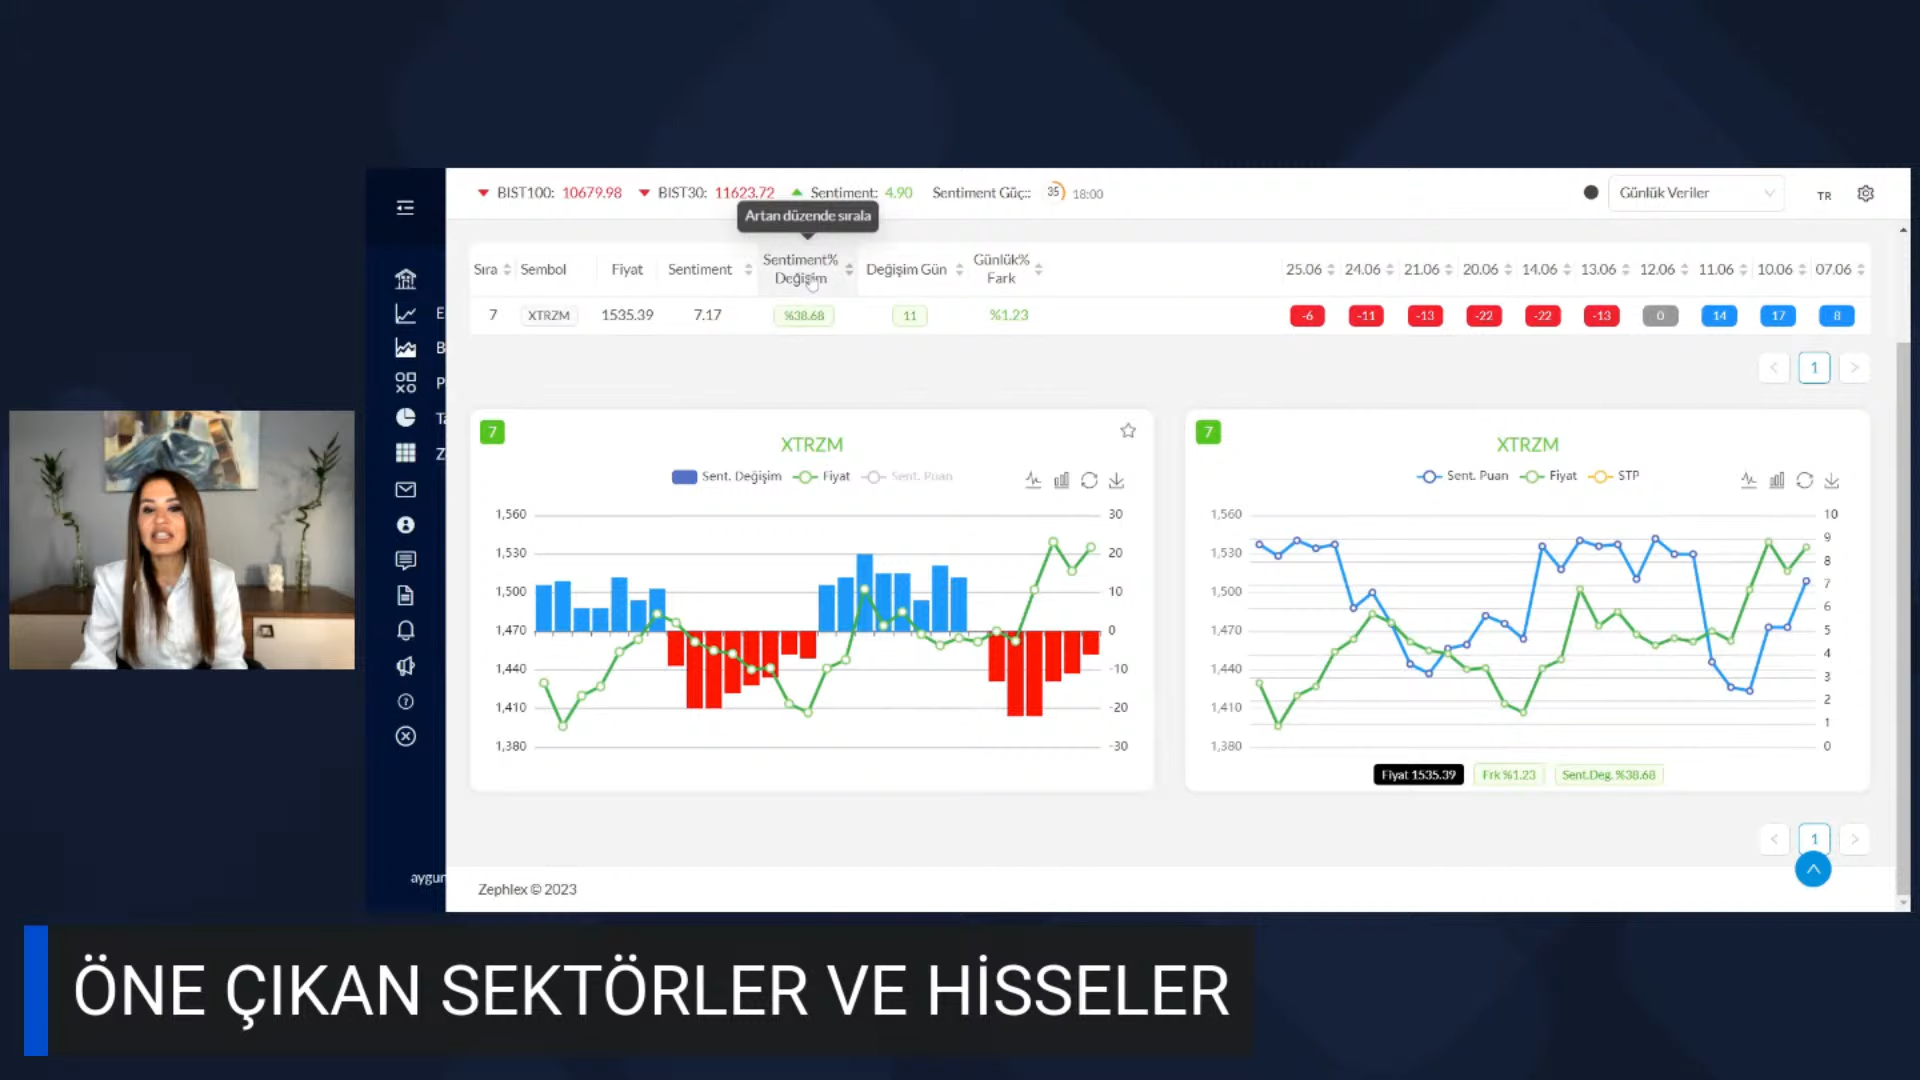 BIST100: 10679.98 BIST30: 11623.72 Sentiment: 4.90 Sentiment Güç:: 35 18:00 Günlük Veriler TR
Artan düzende sırala
Sıra Sembol Fiyat Sentiment Sentiment% Değişim Değişim Gün Günlük% Fark 25.06 24.06 21.06 20.06 14.06 13.06 12.06 11.06 10.06 07.06
7 XTRZM 1535.39 7.17 %38.68 11 %1.23 -6 -11 -13 -22 -22 -13 0 14 17 8
1
E
B
P
Ta
Z
aygun
7
XTRZM
Sent. Değişim Fiyat Sent. Puan
1,560 30
1,530 20
1,500 10
1,470 0
1,440 -10
1,410 -20
1,380 -30
7
XTRZM
Sent. Puan Fiyat STP
1,560 10
9
1,530 8
7
1,500 6
1,470 5
4
1,440 3
2
1,410 1
1,380 0
Fiyat 1535.39 Frk %1.23 Sent.Deg. %38.68
1
Zephlex © 2023
ÖNE ÇIKAN SEKTÖRLER VE HİSSELER